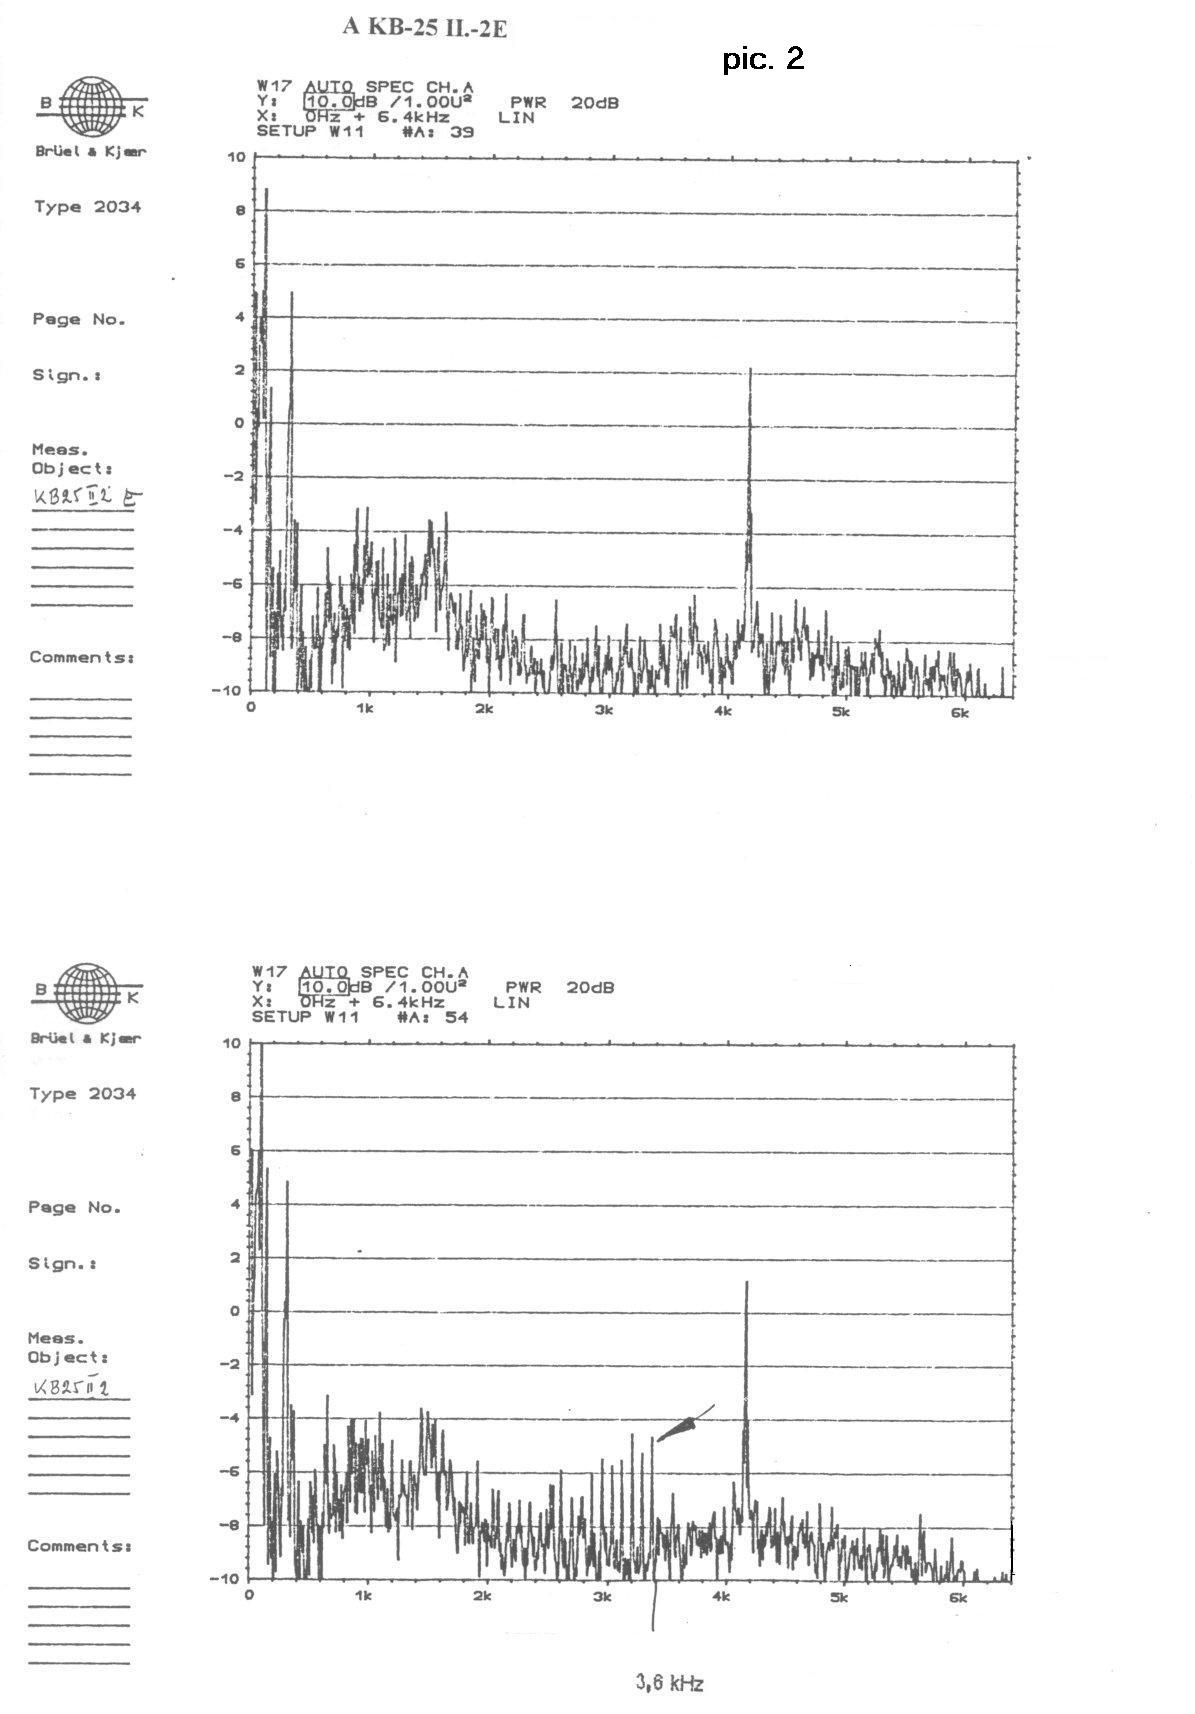 A KB-25 II.-2E
pic. 2
B K
Brüel & Kjær
Type 2034
Page No.
Sign.:
Meas.
Object:
KB25 II 2 E
Comments:
W17 AUTO SPEC CH.A
Y: 10.0dB /1.00U² PWR 20dB
X: 0Hz + 6.4kHz LIN
SETUP W11 #A: 39
10
8
6
4
2
0
-2
-4
-6
-8
-10
0 1k 2k 3k 4k 5k 6k
B K
Brüel & Kjær
Type 2034
Page No.
Sign.:
Meas.
Object:
KB25 II 2
Comments:
W17 AUTO SPEC CH.A
Y: 10.0dB /1.00U² PWR 20dB
X: 0Hz + 6.4kHz LIN
SETUP W11 #A: 54
10
8
6
4
2
0
-2
-4
-6
-8
-10
0 1k 2k 3k 4k 5k 6k
3,6 kHz